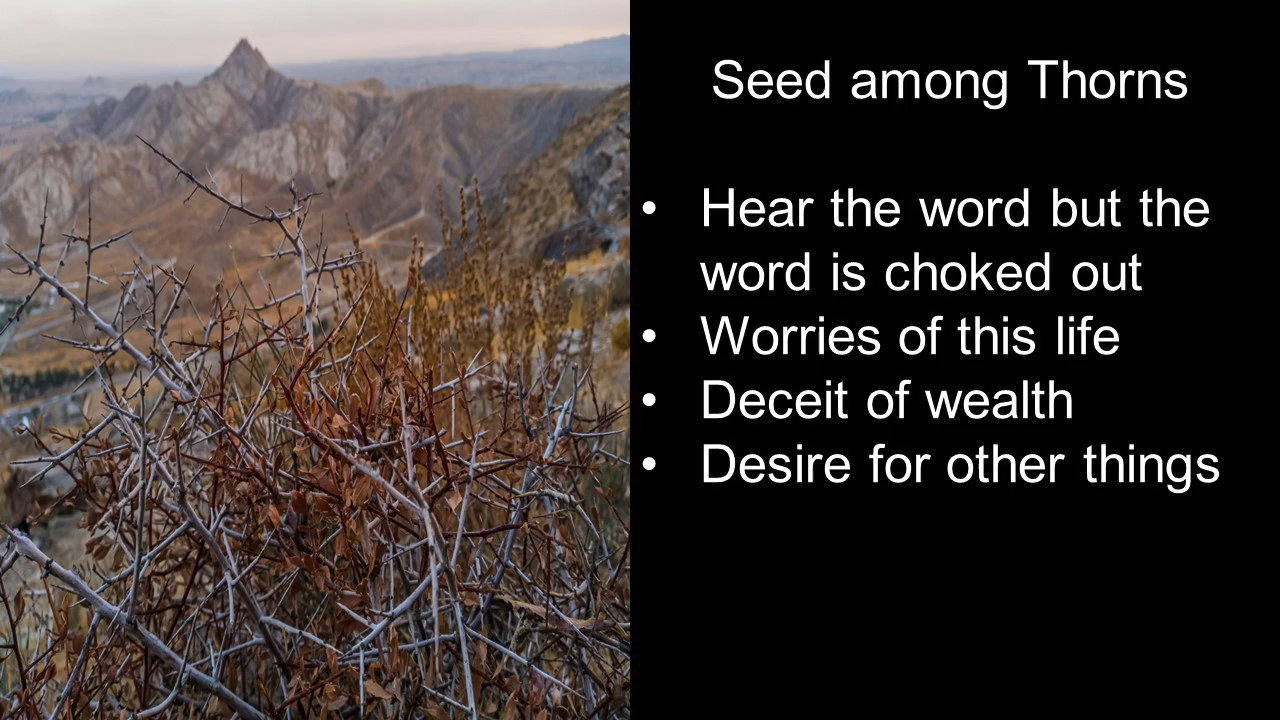 Seed among Thorns
• Hear the word but the
word is choked out
• Worries of this life
• Deceit of wealth
• Desire for other things